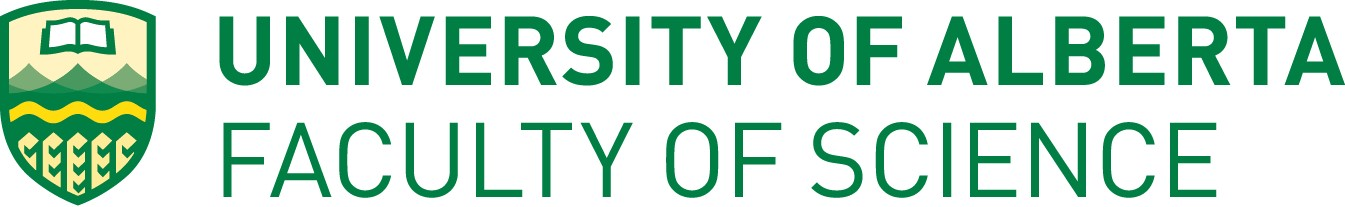 UNIVERSITY OF ALBERTA
FACULTY OF SCIENCE